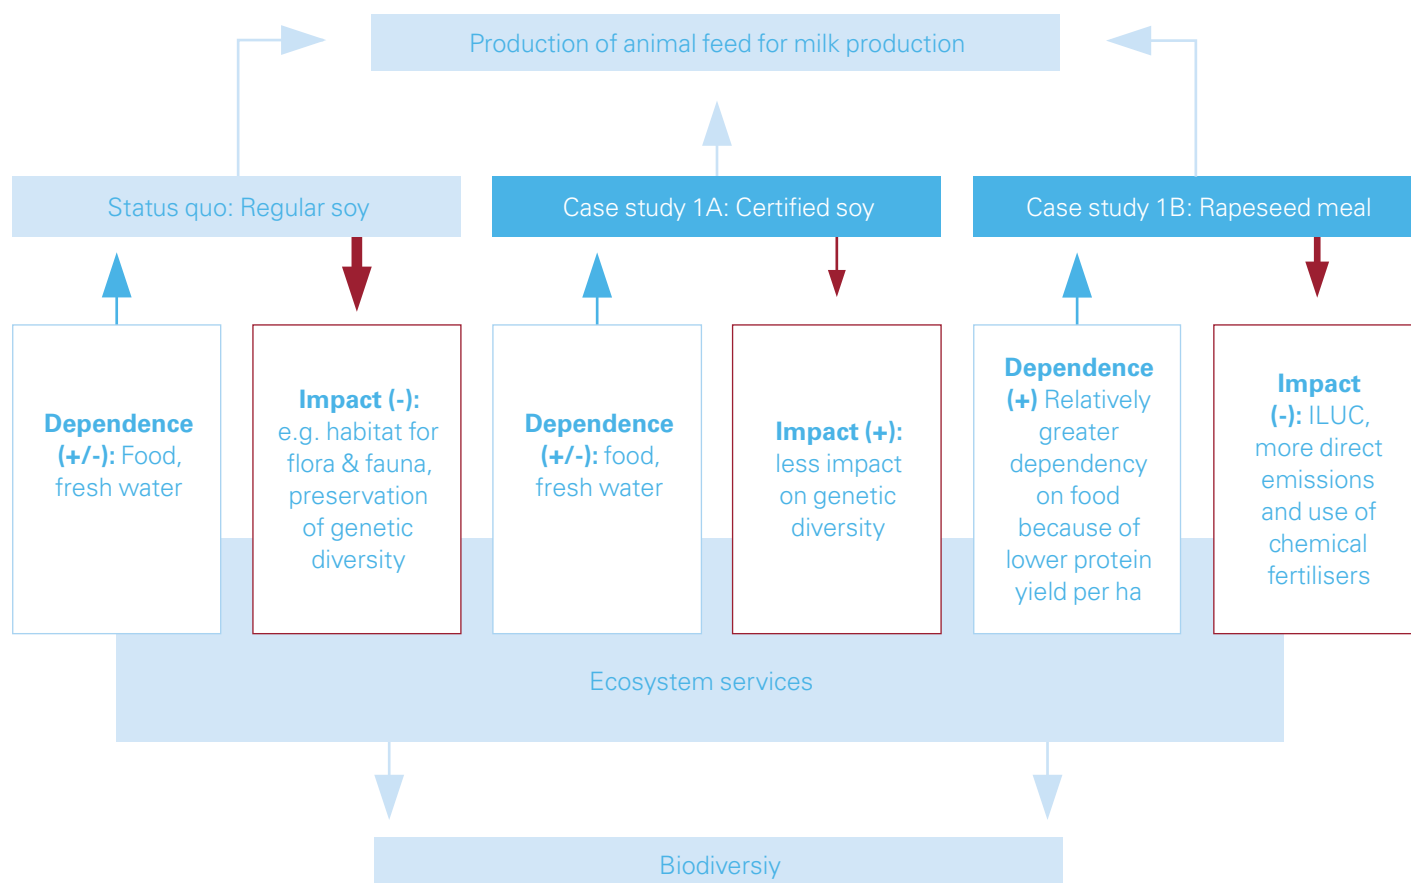 Production of animal feed for milk production
Status quo: Regular soy
Case study 1A: Certified soy
Case study 1B: Rapeseed meal
Dependence
(+/-): Food,
fresh water
Impact (-):
e.g. habitat for
flora & fauna,
preservation
of genetic
diversity
Dependence
(+/-): food,
fresh water
Impact (+):
less impact
on genetic
diversity
Dependence
(+) Relatively
greater
dependency
on food
because of
lower protein
yield per ha
Impact
(-): ILUC,
more direct
emissions
and use of
chemical
fertilisers
Ecosystem services
Biodiversiy